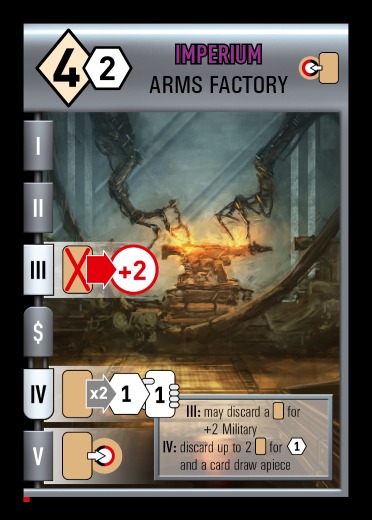 4 2
IMPERIUM
ARMS FACTORY
I
II
III +2
$
IV x2 1 1
V
III: may discard a for
+2 Military
IV: discard up to 2 for 1
and a card draw apiece